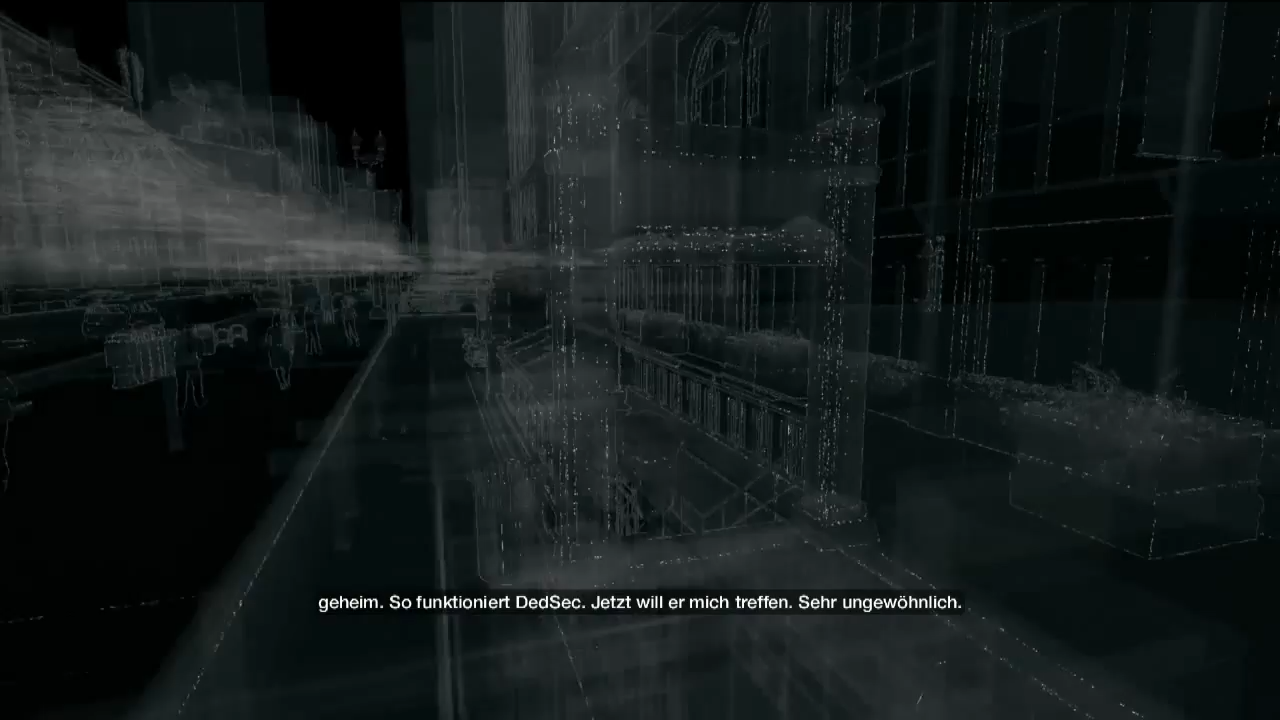 geheim. So funktioniert DedSec. Jetzt will er mich treffen. Sehr ungewöhnlich.